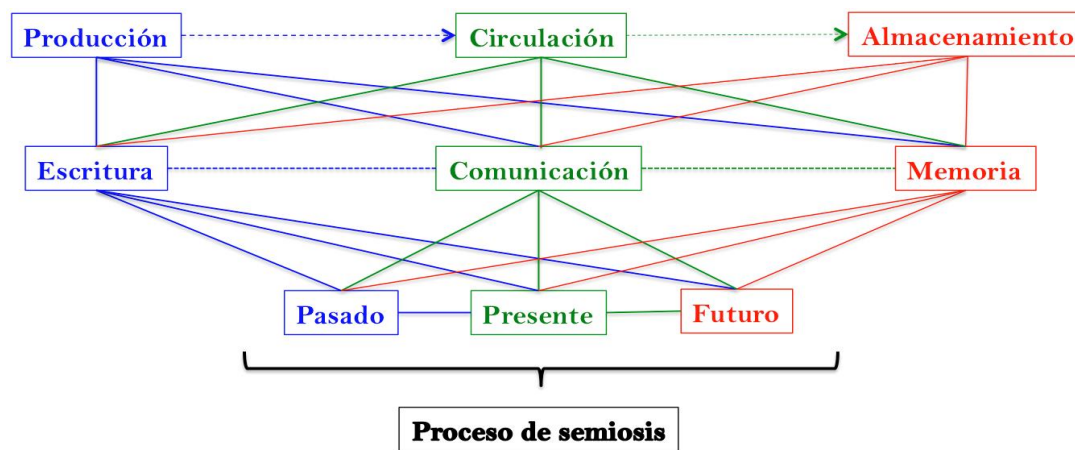 Producción
Circulación
Almacenamiento
Escritura
Comunicación
Memoria
Pasado
Presente
Futuro
Proceso de semiosis